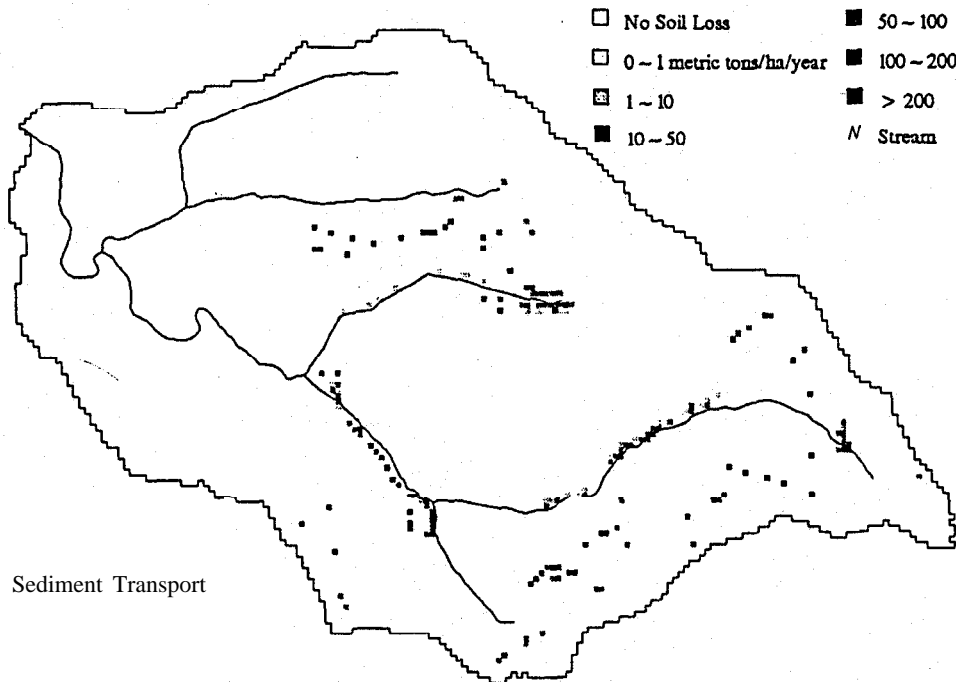 No Soil Loss
0 ~ 1 metric tons/ha/year
1 ~ 10
10 ~ 50
50 ~ 100
100 ~ 200
> 200
N Stream
Sediment Transport